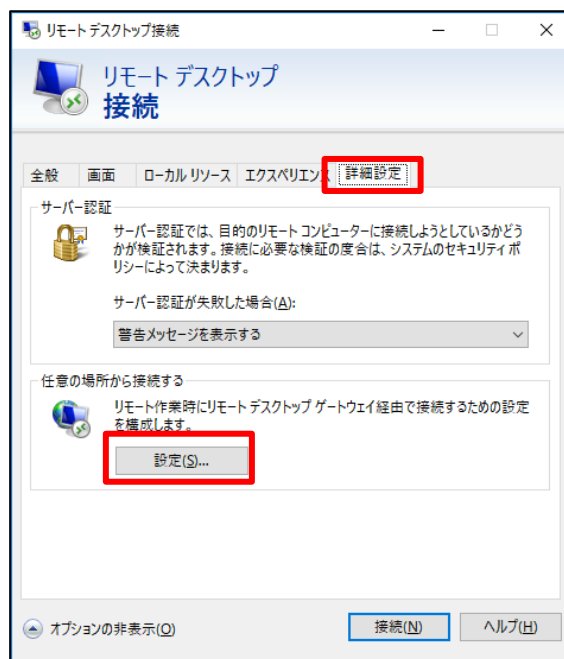 リモート デスクトップ接続
リモート デスクトップ
接続
全般 画面 ローカル リソース エクスペリエンス 詳細設定
サーバー認証
サーバー認証では、目的のリモート コンピューターに接続しようとしているかどう
かが検証されます。接続に必要な検証の度合は、システムのセキュリティ ポ
リシーによって決まります。
サーバー認証が失敗した場合(A):
警告メッセージを表示する
任意の場所から接続する
リモート作業時にリモート デスクトップ ゲートウェイ経由で接続するための設定
を構成します。
設定(S)...
オプションの非表示(O) 接続(N) ヘルプ(H)